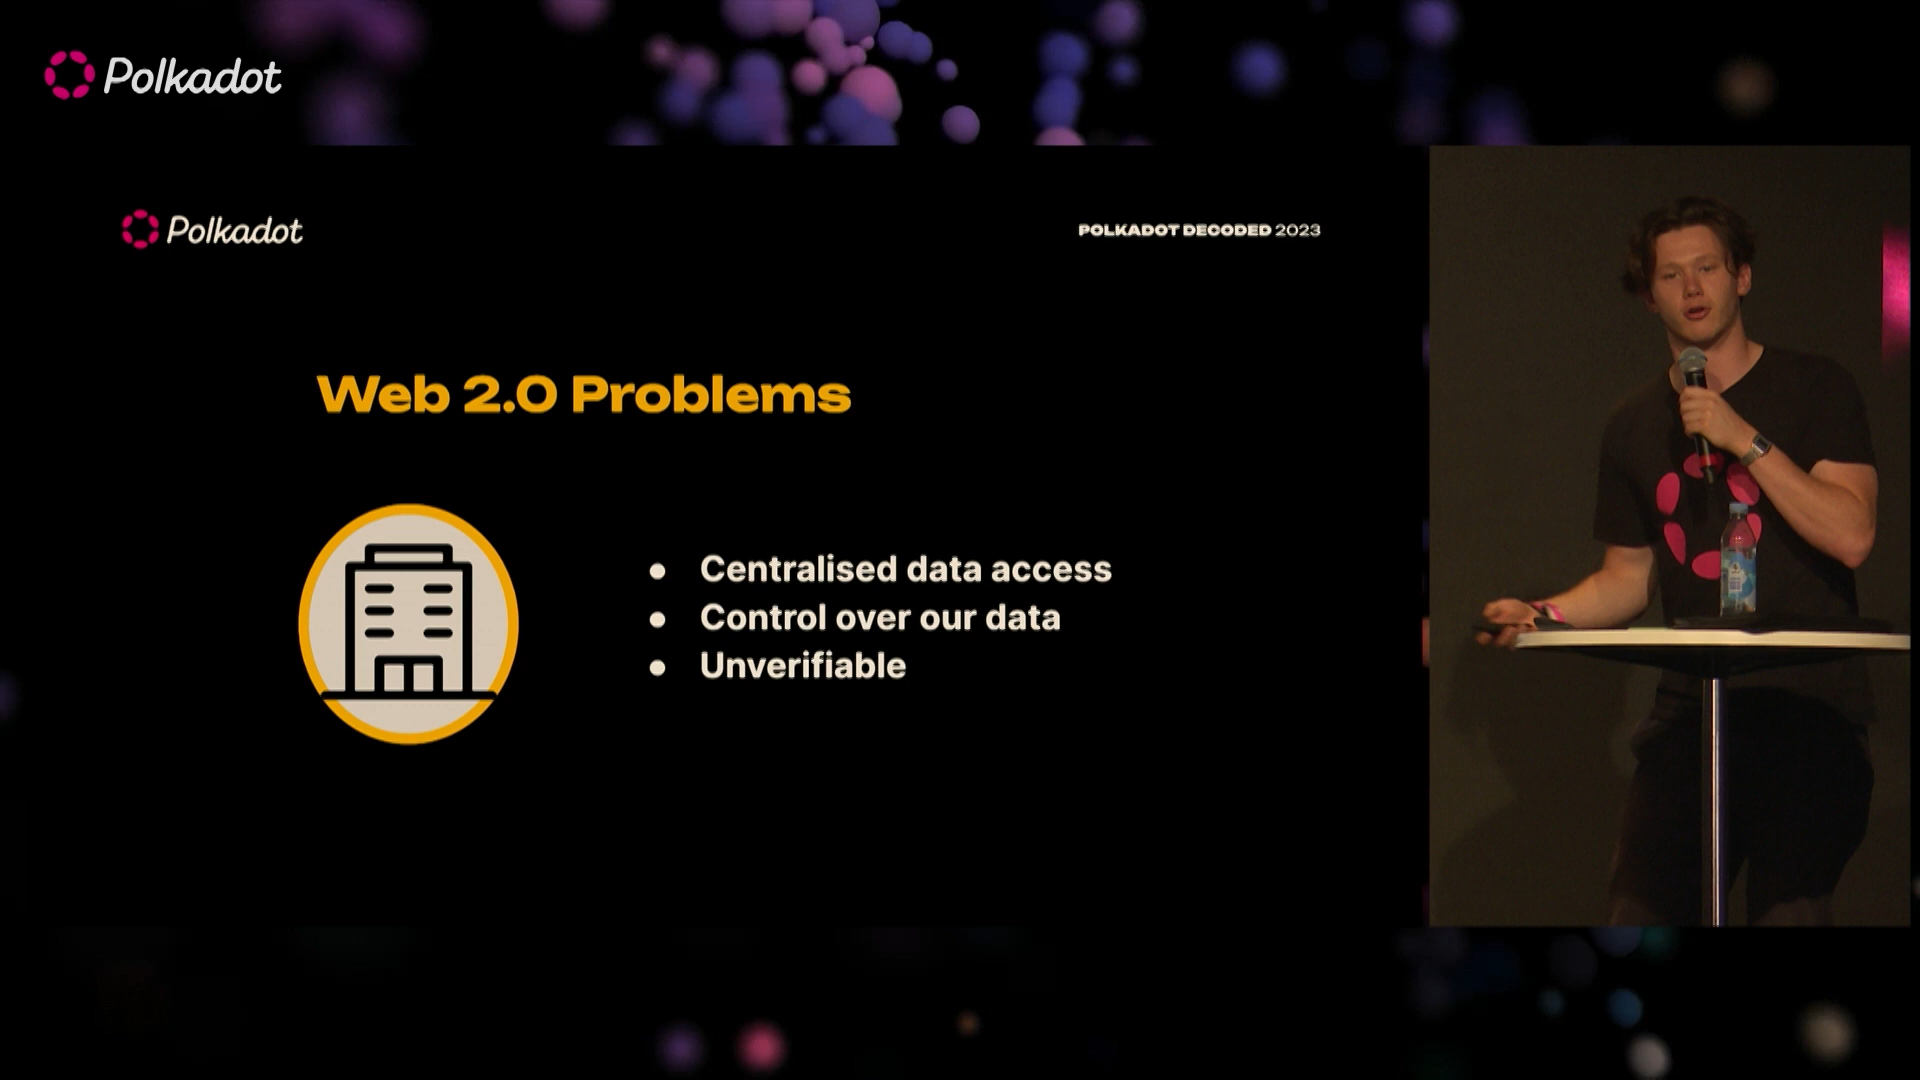 Polkadot
Polkadot
POLKADOT DECODED 2023
Web 2.0 Problems
● Centralised data access
● Control over our data
● Unverifiable